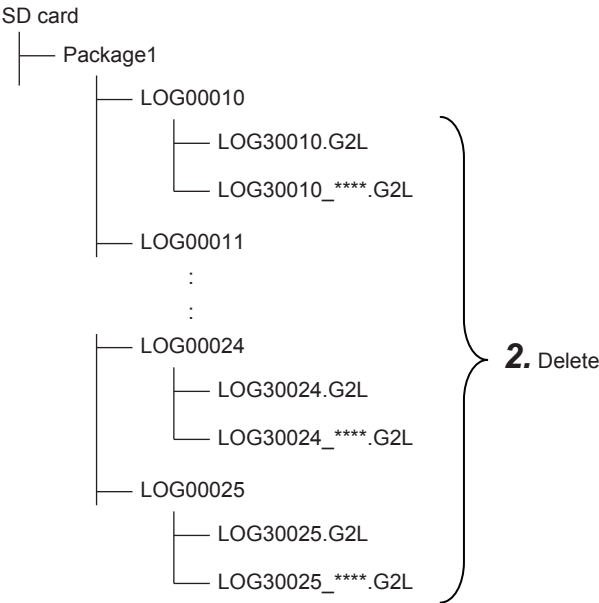 SD card
Package1
LOG00010
LOG30010.G2L
LOG30010_****.G2L
LOG00011
:
:
LOG00024
LOG30024.G2L
2. Delete
LOG30024_****.G2L
LOG00025
LOG30025.G2L
LOG30025_****.G2L